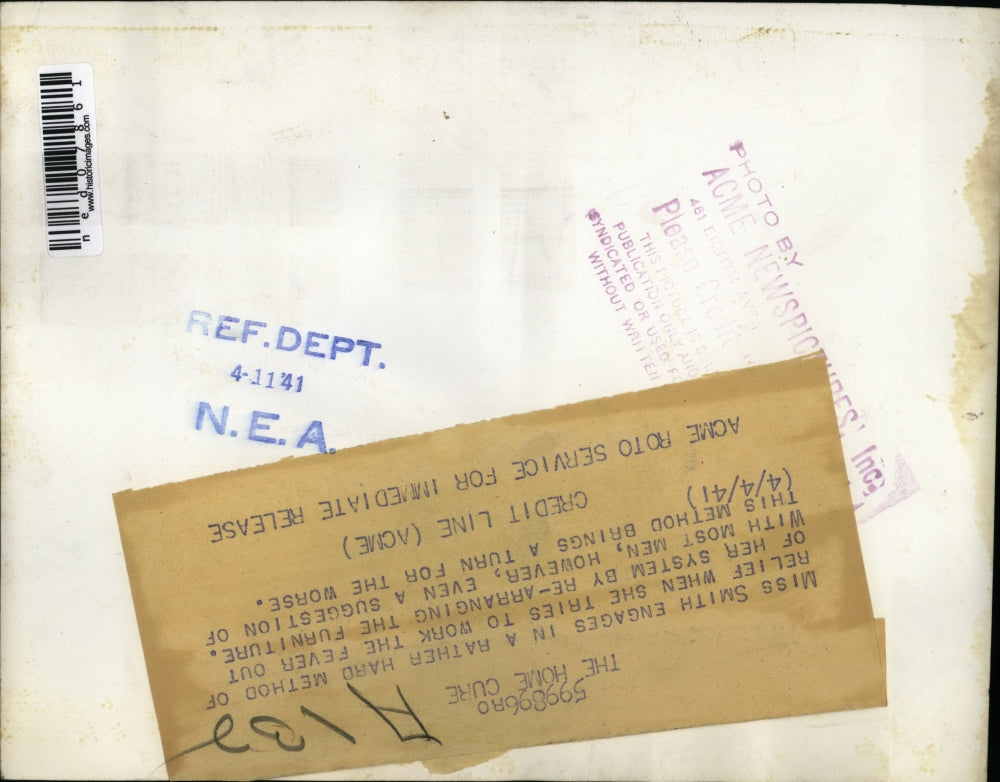 nedo7861
www.historicimages.com
PHOTO BY
ACME NEWSPICTURES' Inc.
461 EIGHTH AVE
Please Credit
THIS PICTURE IS SOL
PUBLICATION ONLY AND
SYNDICATED OR USED FO
WITHOUT WRITTEN
REF. DEPT.
4-11'41
N. E. A.
599896RO
THE HOME CURE
MISS SMITH ENGAGES IN A RATHER HARD METHOD OF
RELIEF WHEN SHE TRIES TO WORK THE FEVER OUT
OF HER SYSTEM BY RE-ARRANGING THE FURNITURE.
WITH MOST MEN, HOWEVER, EVEN A SUGGESTION OF
THIS METHOD BRINGS A TURN FOR THE WORSE.
(4/4/41)
CREDIT LINE (ACME)
ACME ROTO SERVICE FOR IMMEDIATE RELEASE